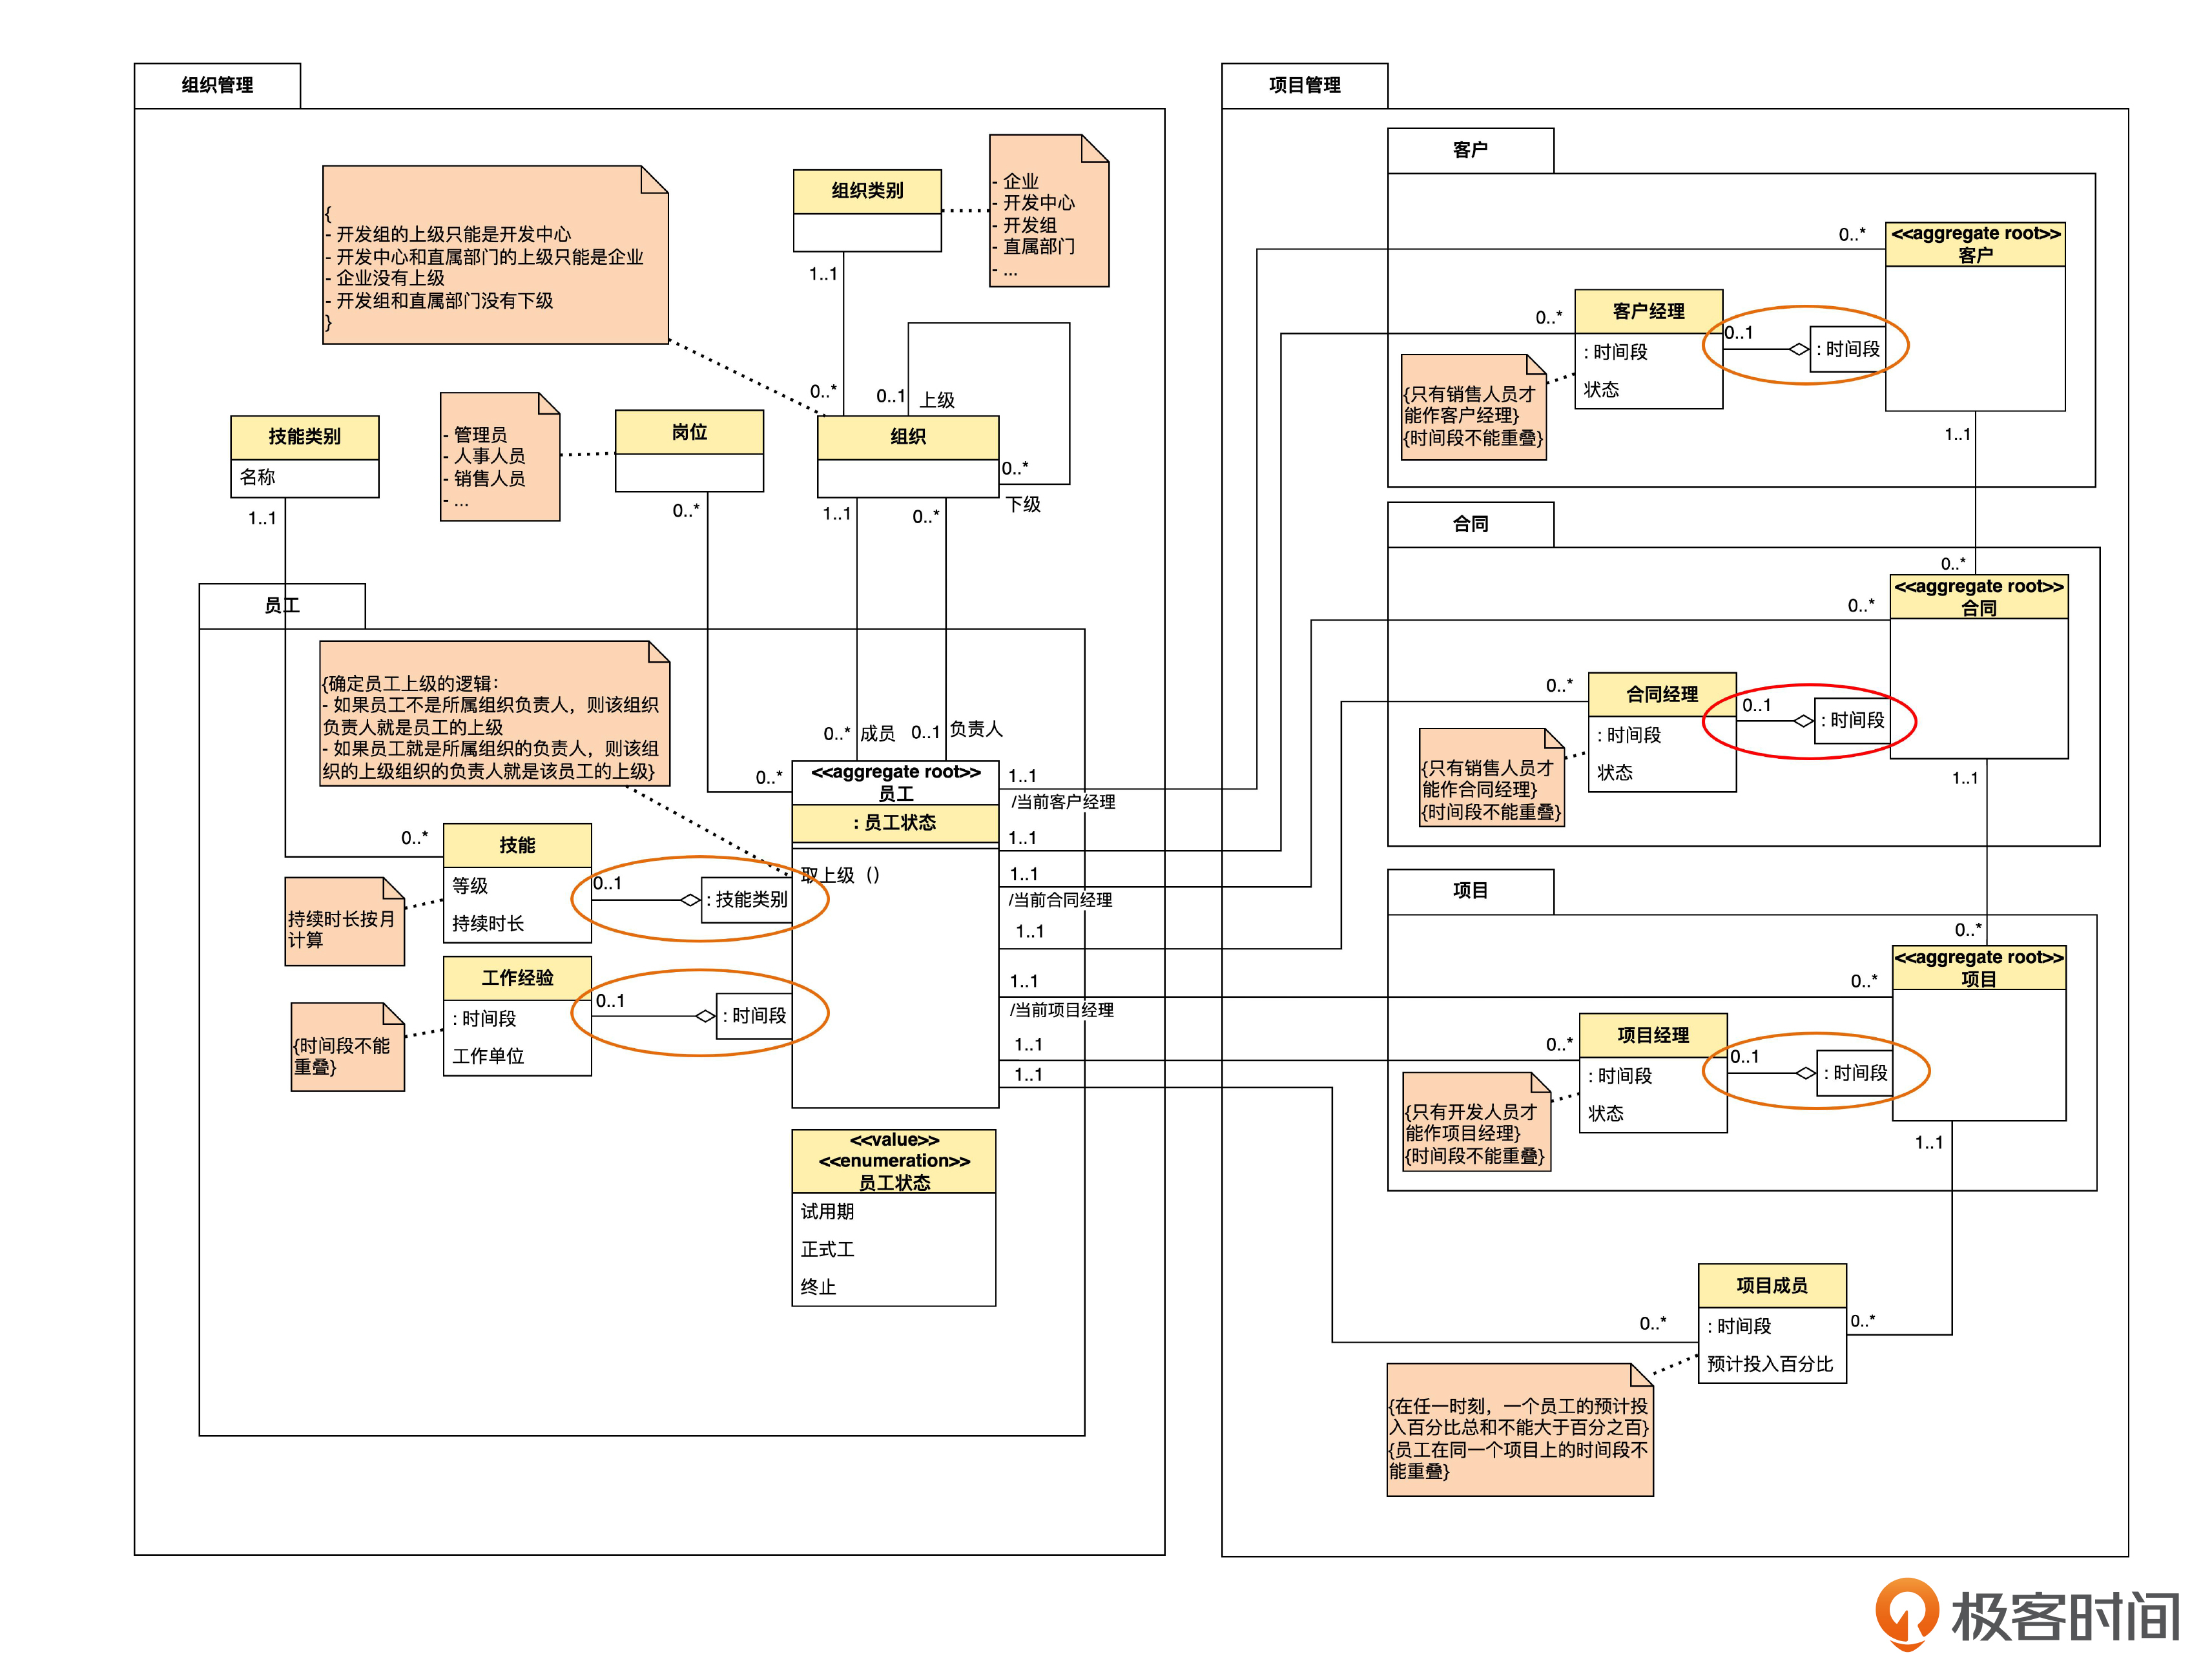 组织管理
{
- 开发组的上级只能是开发中心
- 开发中心和直属部门的上级只能是企业
- 企业没有上级
- 开发组和直属部门没有下级
}
组织类别
- 企业
- 开发中心
- 开发组
- 直属部门
- ...
1..1
0..*
0..1
上级
技能类别
名称
1..1
- 管理员
- 人事人员
- 销售人员
- ...
岗位
0..*
组织
0..*
下级
1..1
0..*
员工
{确定员工上级的逻辑：
- 如果员工不是所属组织负责人，则该组织
负责人就是员工的上级
- 如果员工就是所属组织的负责人，则该组
织的上级组织的负责人就是该员工的上级}
0..*
成员
0..1
负责人
0..*
<<aggregate root>>
员工
: 员工状态
取上级（）
0..*
技能
等级
持续时长
0..1
: 技能类别
持续时长按月
计算
工作经验
: 时间段
工作单位
0..1
: 时间段
{时间段不能
重叠}
<<value>>
<<enumeration>>
员工状态
试用期
正式工
终止
1..1
/当前客户经理
1..1
1..1
/当前合同经理
1..1
1..1
/当前项目经理
1..1
1..1
项目管理
客户
0..*
<<aggregate root>>
客户
0..*
客户经理
: 时间段
状态
0..1
: 时间段
{只有销售人员才
能作客户经理}
{时间段不能重叠}
1..1
合同
0..*
0..*
<<aggregate root>>
合同
0..*
合同经理
: 时间段
状态
0..1
: 时间段
{只有销售人员才
能作合同经理}
{时间段不能重叠}
1..1
项目
0..*
0..*
<<aggregate root>>
项目
0..*
项目经理
: 时间段
状态
0..1
: 时间段
{只有开发人员才
能作项目经理}
{时间段不能重叠}
1..1
项目成员
: 时间段
预计投入百分比
0..*
0..*
{在任一时刻，一个员工的预计投
入百分比总和不能大于百分之百}
{员工在同一个项目上的时间段不
能重叠}
极客时间